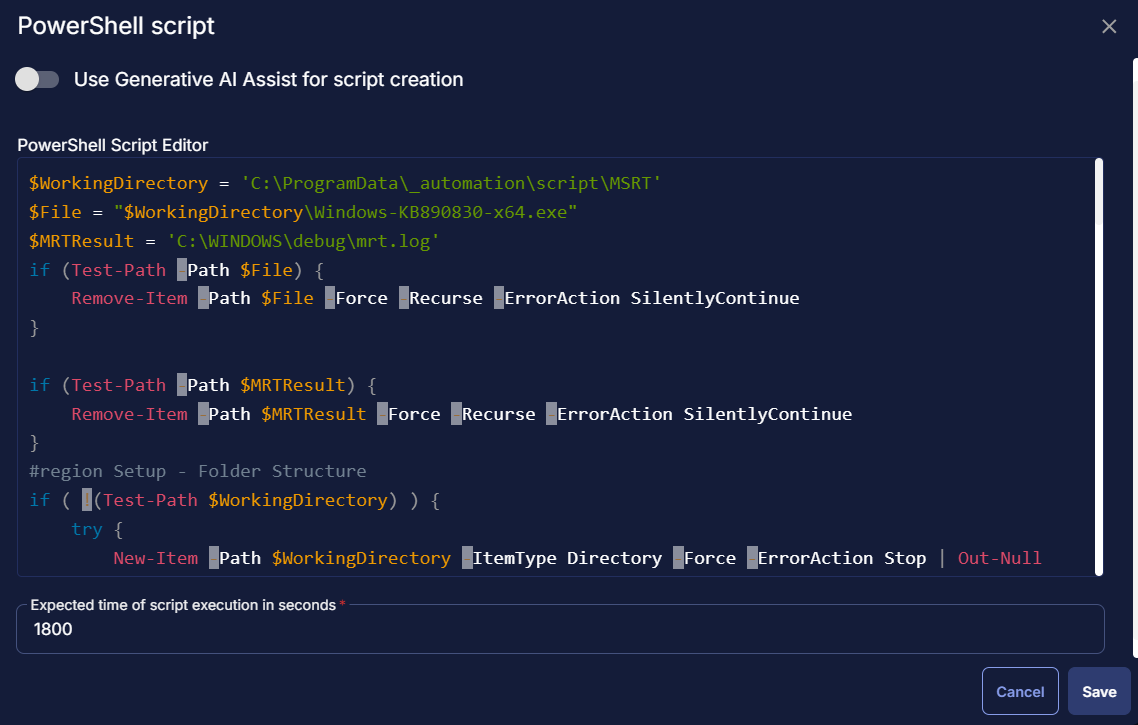 PowerShell script
Use Generative AI Assist for script creation
PowerShell Script Editor
$WorkingDirectory = 'C:\ProgramData\_automation\script\MSRT'
$File = "$WorkingDirectory\Windows-KB890830-x64.exe"
$MRTResult = 'C:\WINDOWS\debug\mrt.log'
if (Test-Path -Path $File) {
    Remove-Item -Path $File -Force -Recurse -ErrorAction SilentlyContinue
}
if (Test-Path -Path $MRTResult) {
    Remove-Item -Path $MRTResult -Force -Recurse -ErrorAction SilentlyContinue
}
#region Setup - Folder Structure
if ( !(Test-Path $WorkingDirectory) ) {
    try {
        New-Item -Path $WorkingDirectory -ItemType Directory -Force -ErrorAction Stop | Out-Null
Expected time of script execution in seconds *
1800
Cancel Save